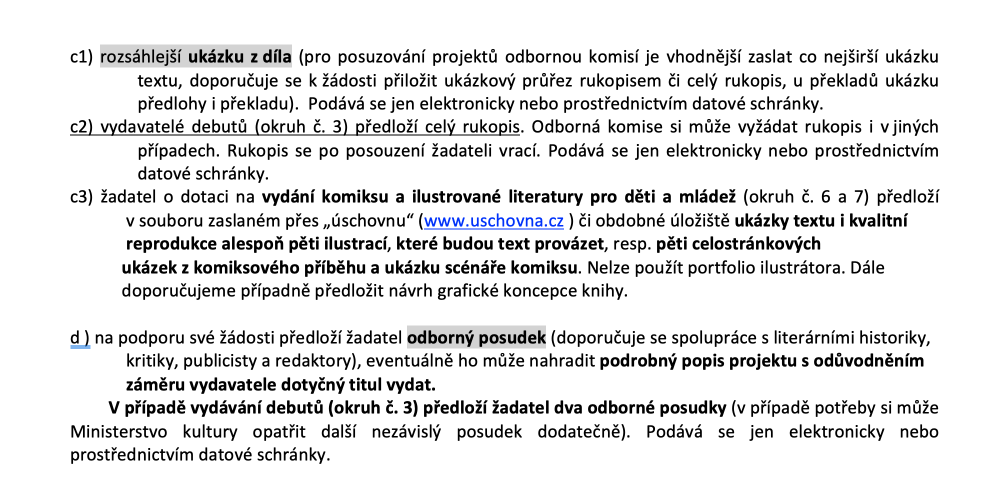 c1) rozsáhlejší ukázku z díla (pro posuzování projektů odbornou komisí je vhodnější zaslat co nejširší ukázku
textu, doporučuje se k žádosti přiložit ukázkový průřez rukopisem či celý rukopis, u překladů ukázku
předlohy i překladu).  Podává se jen elektronicky nebo prostřednictvím datové schránky.
c2) vydavatelé debutů (okruh č. 3) předloží celý rukopis. Odborná komise si může vyžádat rukopis i v jiných
případech. Rukopis se po posouzení žadateli vrací. Podává se jen elektronicky nebo prostřednictvím
datové schránky.
c3) žadatel o dotaci na vydání komiksu a ilustrované literatury pro děti a mládež (okruh č. 6 a 7) předloží
v souboru zaslaném přes „úschovnu“ (www.uschovna.cz ) či obdobné úložiště ukázky textu i kvalitní
reprodukce alespoň pěti ilustrací, které budou text provázet, resp. pěti celostránkových
ukázek z komiksového příběhu a ukázku scénáře komiksu. Nelze použít portfolio ilustrátora. Dále
doporučujeme případně předložit návrh grafické koncepce knihy.
d ) na podporu své žádosti předloží žadatel odborný posudek (doporučuje se spolupráce s literárními historiky,
kritiky, publicisty a redaktory), eventuálně ho může nahradit podrobný popis projektu s odůvodněním
záměru vydavatele dotyčný titul vydat.
V případě vydávání debutů (okruh č. 3) předloží žadatel dva odborné posudky (v případě potřeby si může
Ministerstvo kultury opatřit další nezávislý posudek dodatečně). Podává se jen elektronicky nebo
prostřednictvím datové schránky.